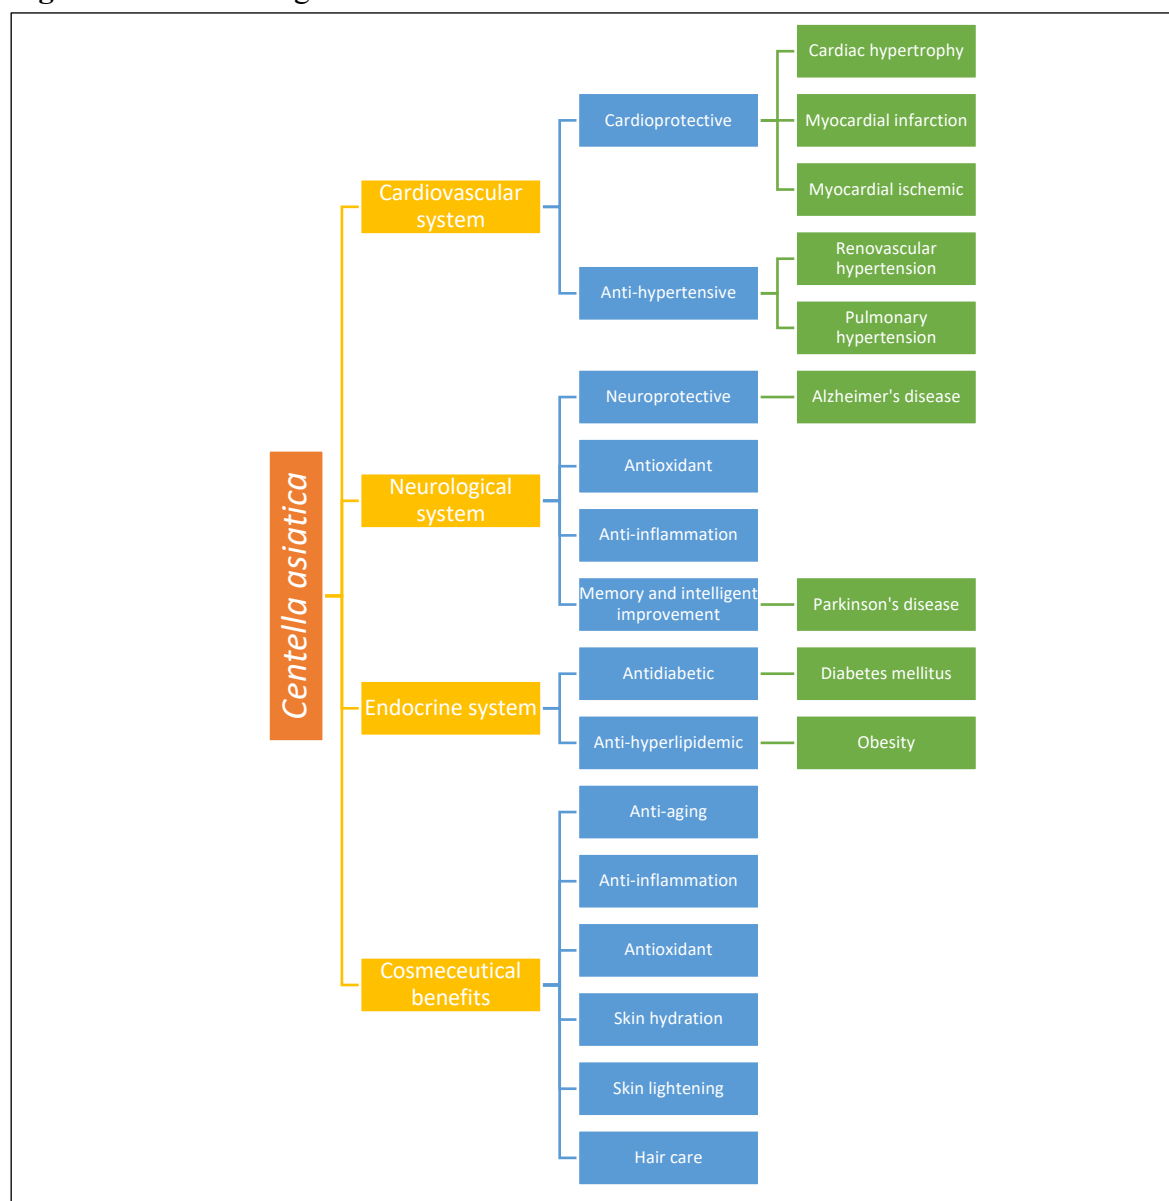 Cardiac hypertrophy
Cardioprotective
Myocardial infarction
Myocardial ischemic
Cardiovascular
system
Renovascular
hypertension
Anti-hypertensive
Pulmonary
hypertension
Neuroprotective
Alzheimer's disease
Antioxidant
Neurological
system
Anti-inflammation
Memory and intelligent
improvement
Parkinson's disease
Centella asiatica
Antidiabetic
Diabetes mellitus
Endocrine system
Anti-hyperlipidemic
Obesity
Anti-aging
Anti-inflammation
Antioxidant
Cosmeceutical
benefits
Skin hydration
Skin lightening
Hair care